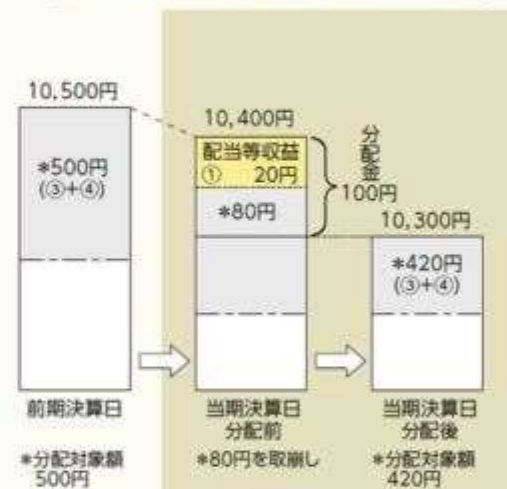 10,500円
*500円
(③+④)
前期決算日
*分配対象額
500円
10,400円
配当等収益
① 20円
*80円
分配金
100円
当期決算日
分配前
*80円を取崩し
10,300円
*420円
(③+④)
当期決算日
分配後
*分配対象額
420円